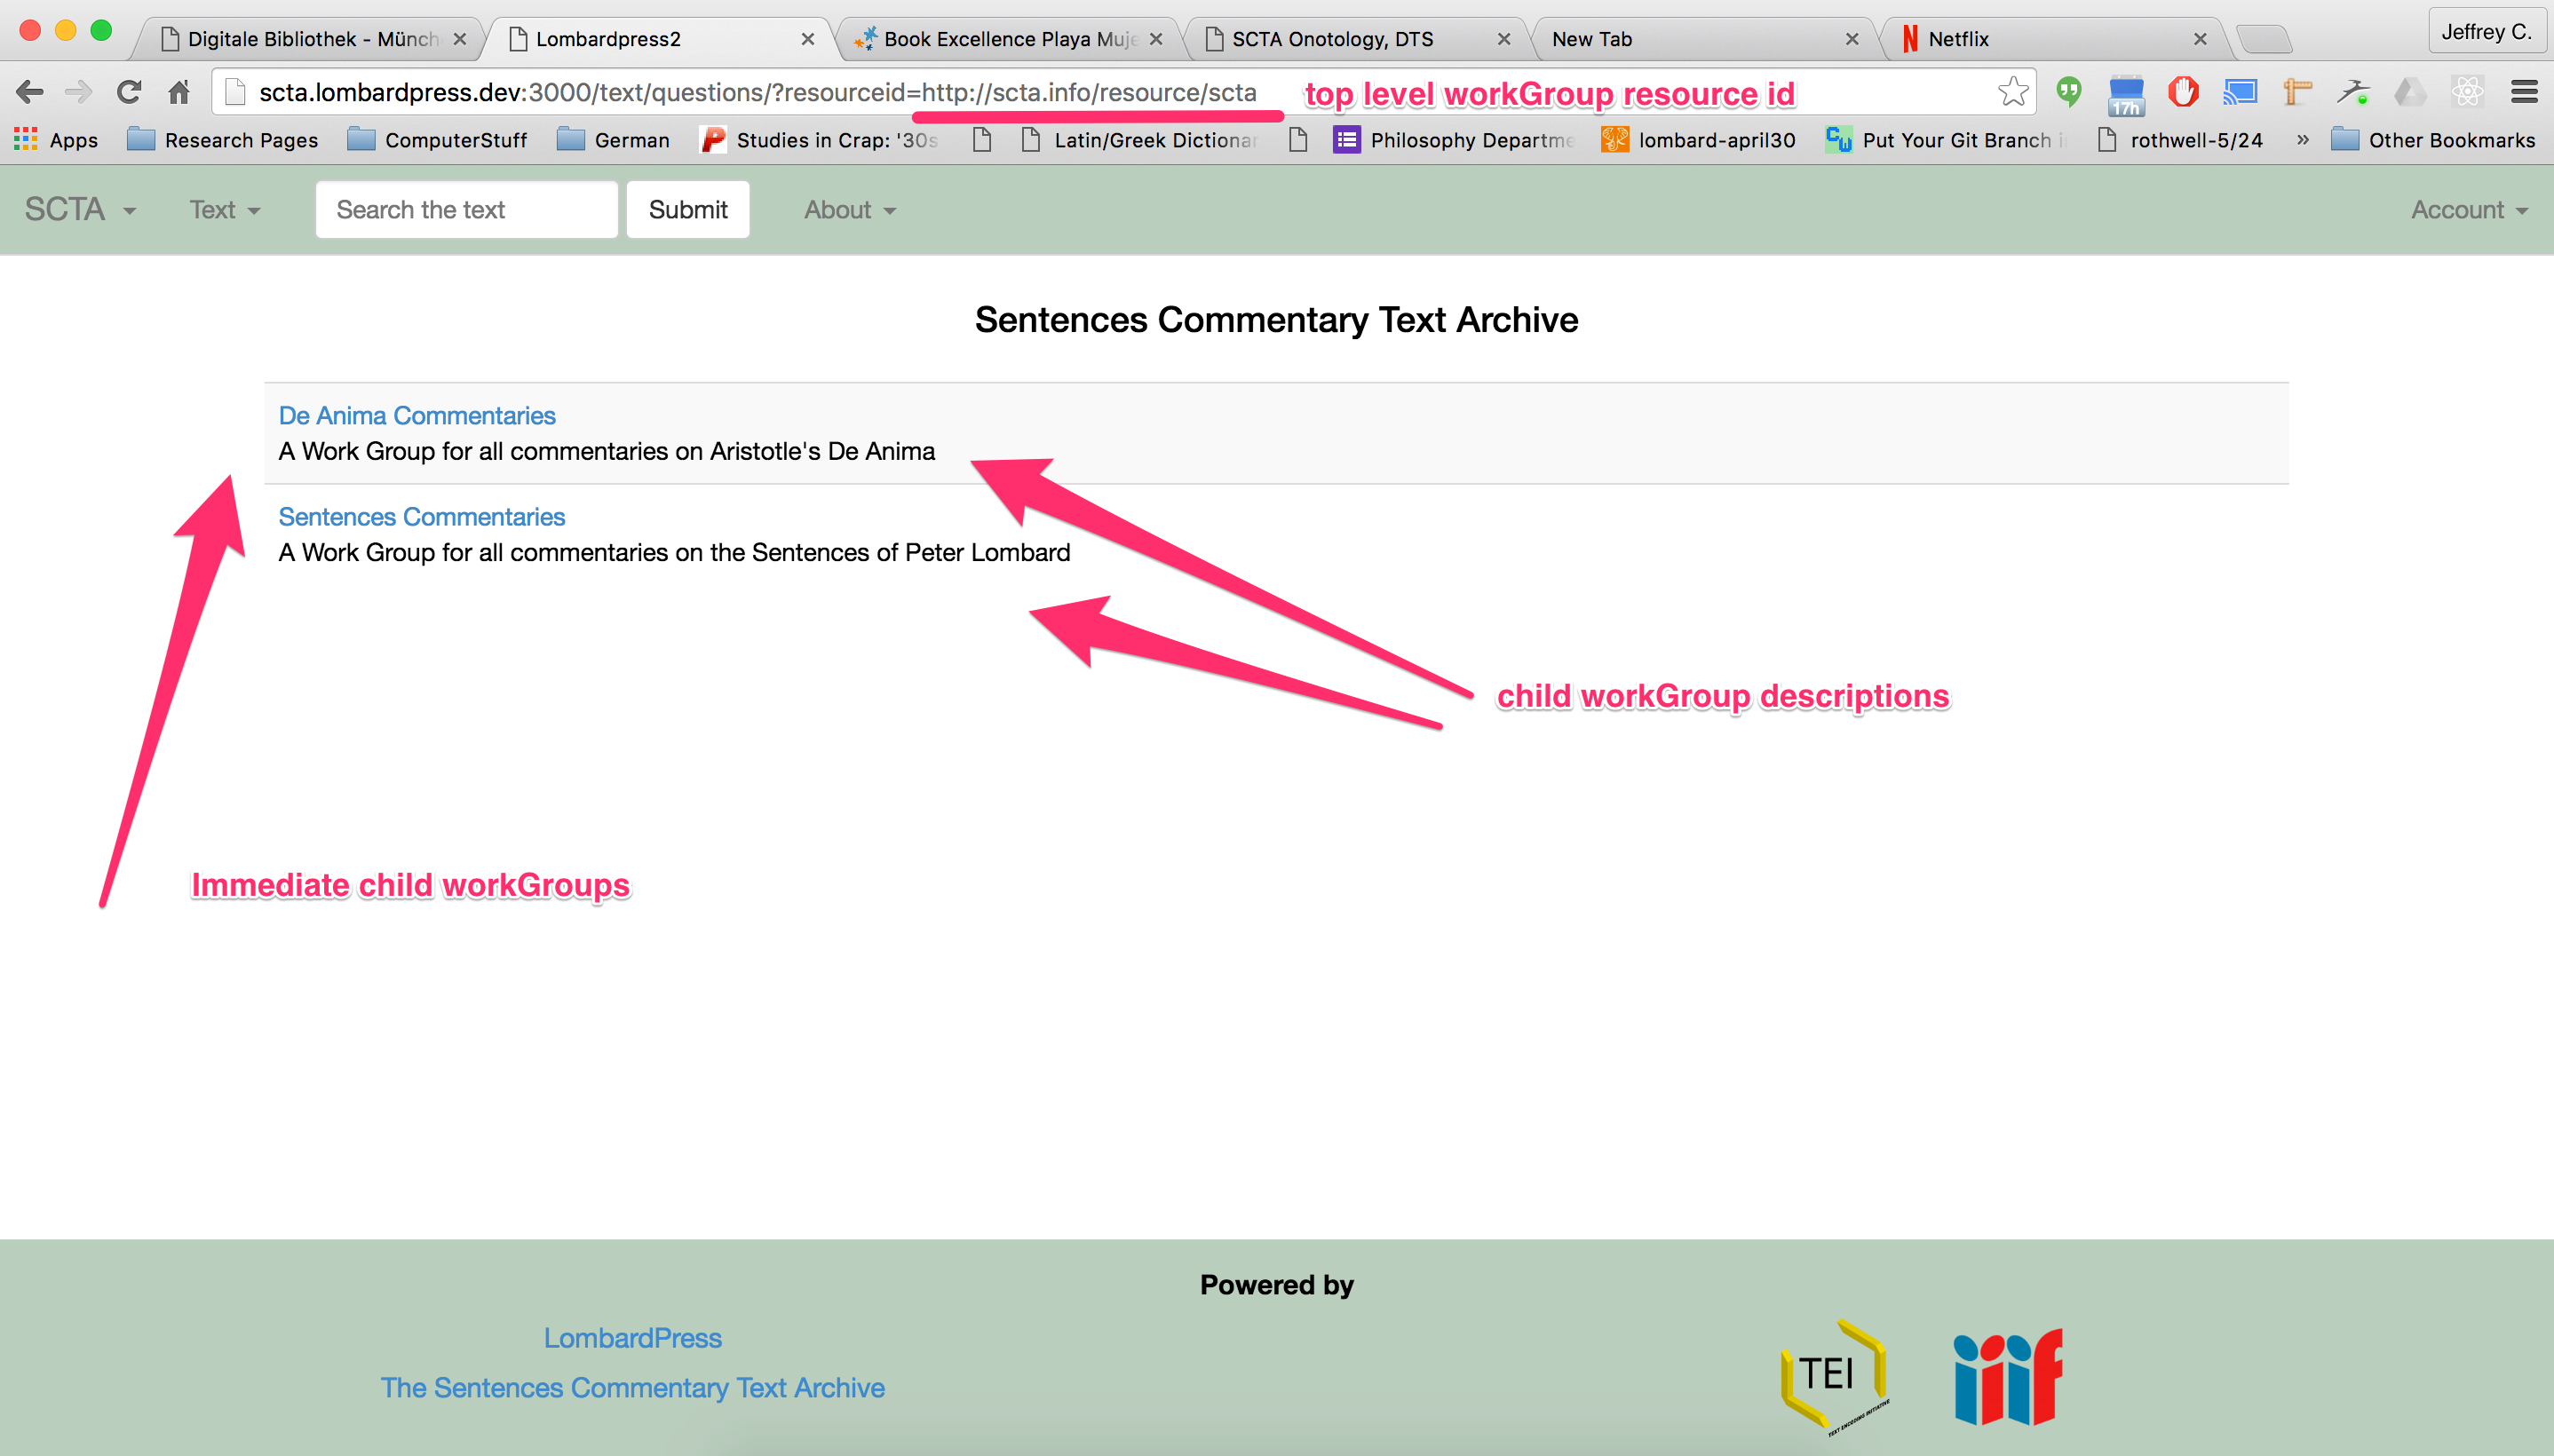 Digitale Bibliothek - Münch
Lombardpress2
Book Excellence Playa Muje
SCTA Onotology, DTS
New Tab
Netflix
Jeffrey C.
scta.lombardpress.dev:3000/text/questions/?resourceid=http://scta.info/resource/scta
top level workGroup resource id
17h
Apps
Research Pages
ComputerStuff
German
Studies in Crap: '30s
Latin/Greek Dictionar
Philosophy Departme
lombard-april30
Put Your Git Branch i
rothwell-5/24
»
Other Bookmarks
SCTA
Text
Search the text
Submit
About
Account
Sentences Commentary Text Archive
De Anima Commentaries
A Work Group for all commentaries on Aristotle's De Anima
Sentences Commentaries
A Work Group for all commentaries on the Sentences of Peter Lombard
child workGroup descriptions
Immediate child workGroups
Powered by
LombardPress
The Sentences Commentary Text Archive
TEI
TEXT ENCODING INITIATIVE
iiif